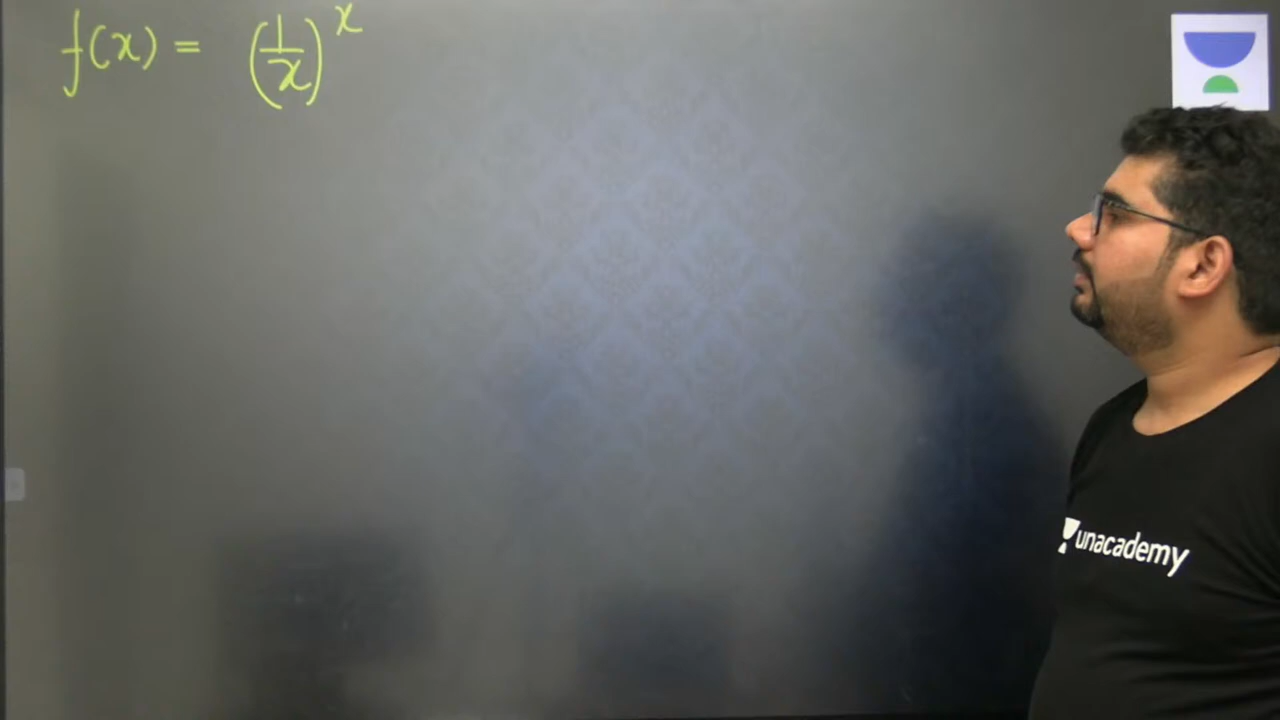 f(x) = (1/x)^x
unacademy